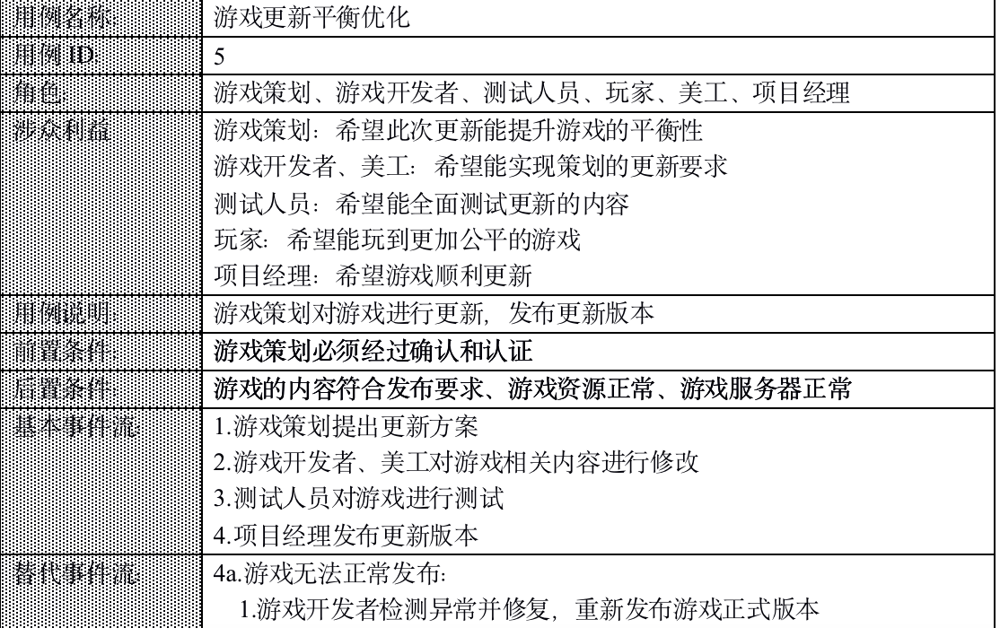 用例名称: 游戏更新平衡优化
用例ID: 5
角色: 游戏策划、游戏开发者、测试人员、玩家、美工、项目经理
涉众利益 游戏策划：希望此次更新能提升游戏的平衡性
游戏开发者、美工：希望能实现策划的更新要求
测试人员：希望能全面测试更新的内容
玩家：希望能玩到更加公平的游戏
项目经理：希望游戏顺利更新
用例说明: 游戏策划对游戏进行更新，发布更新版本
前置条件: 游戏策划必须经过确认和认证
后置条件: 游戏的内容符合发布要求、游戏资源正常、游戏服务器正常
基本事件流: 1.游戏策划提出更新方案
2.游戏开发者、美工对游戏相关内容进行修改
3.测试人员对游戏进行测试
4.项目经理发布更新版本
替代事件流: 4a.游戏无法正常发布：
1.游戏开发者检测异常并修复，重新发布游戏正式版本